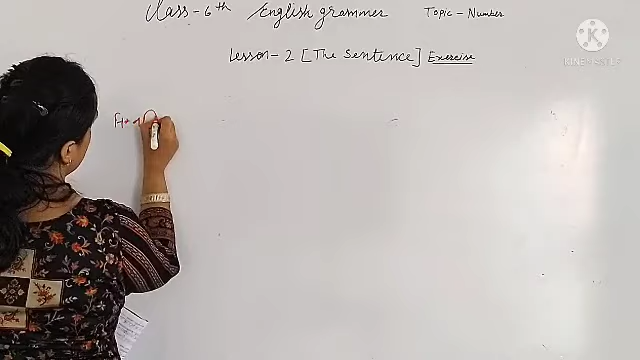 Class - 6th /English grammer Topic - Number
Lesson - 2 [The Sentence] Exercise
KINEMASTER